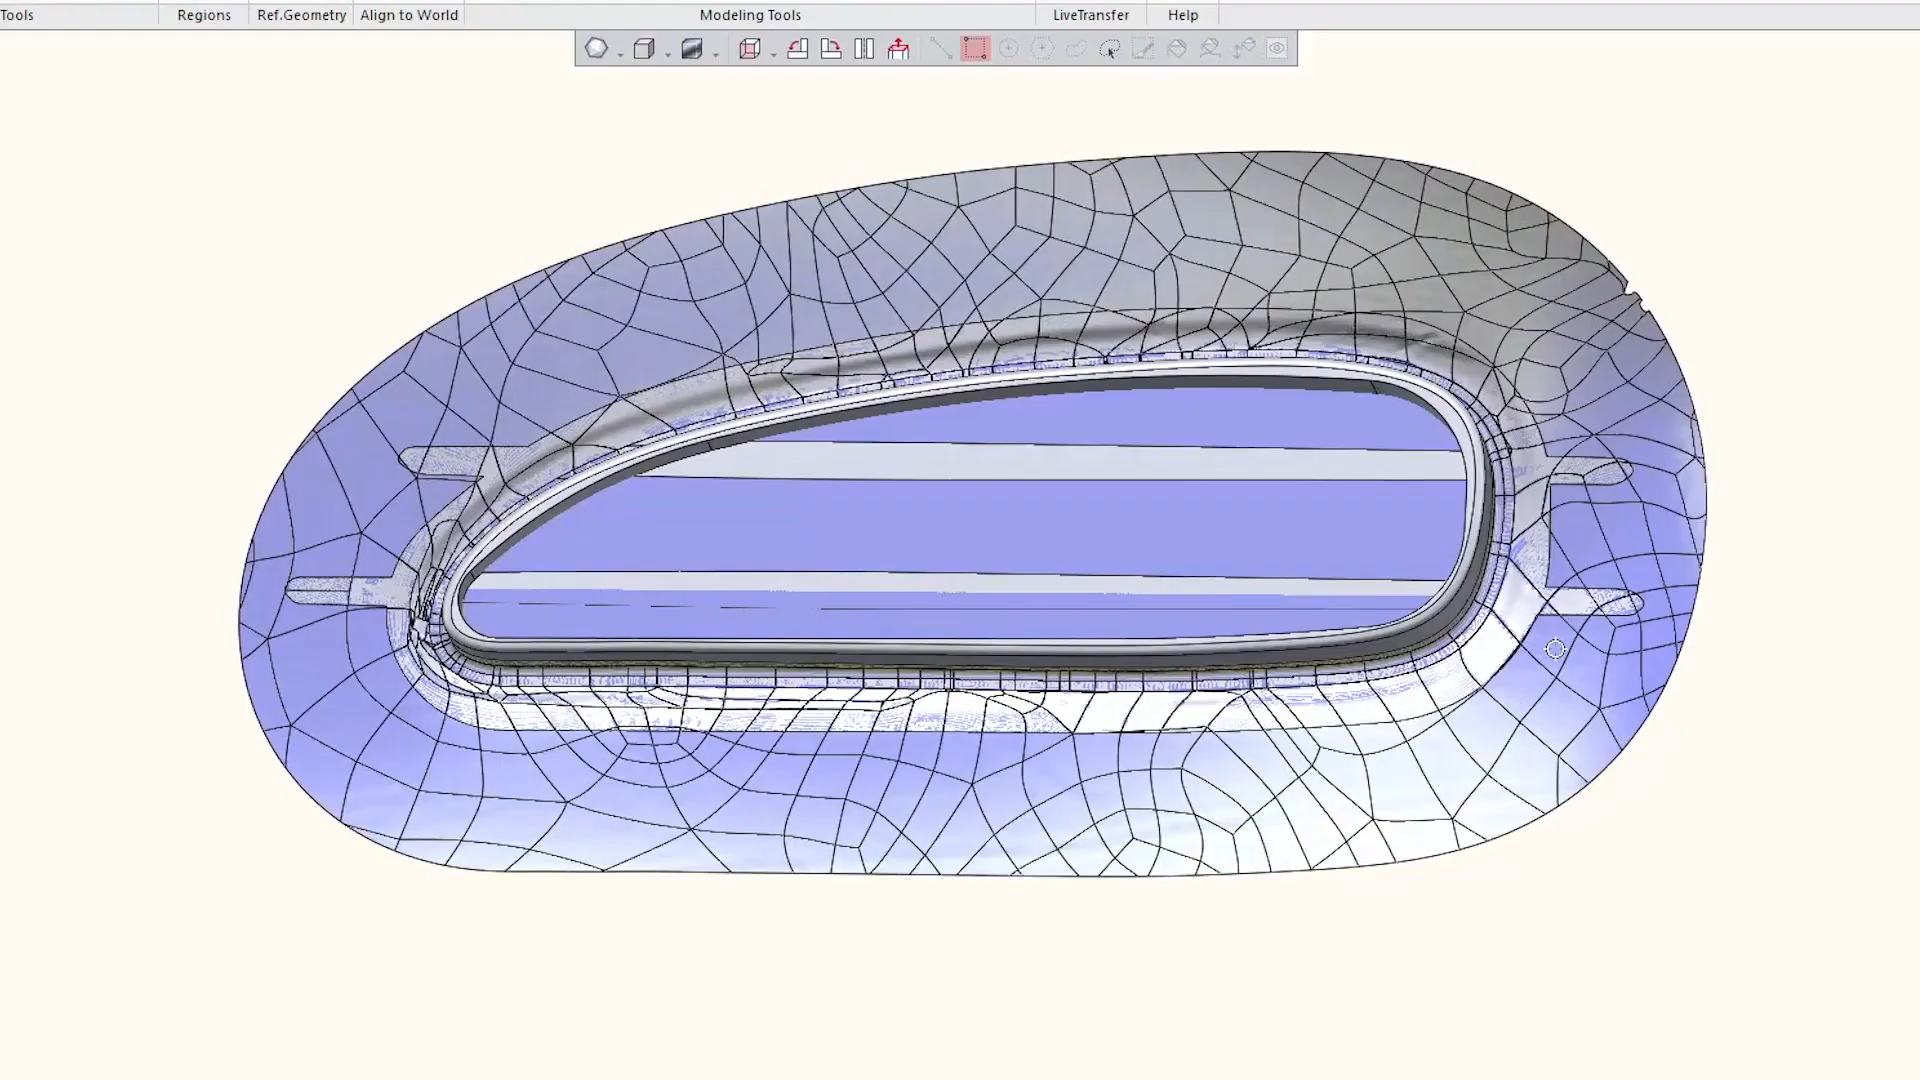 Tools
Regions
Ref.Geometry
Align to World
Modeling Tools
LiveTransfer
Help